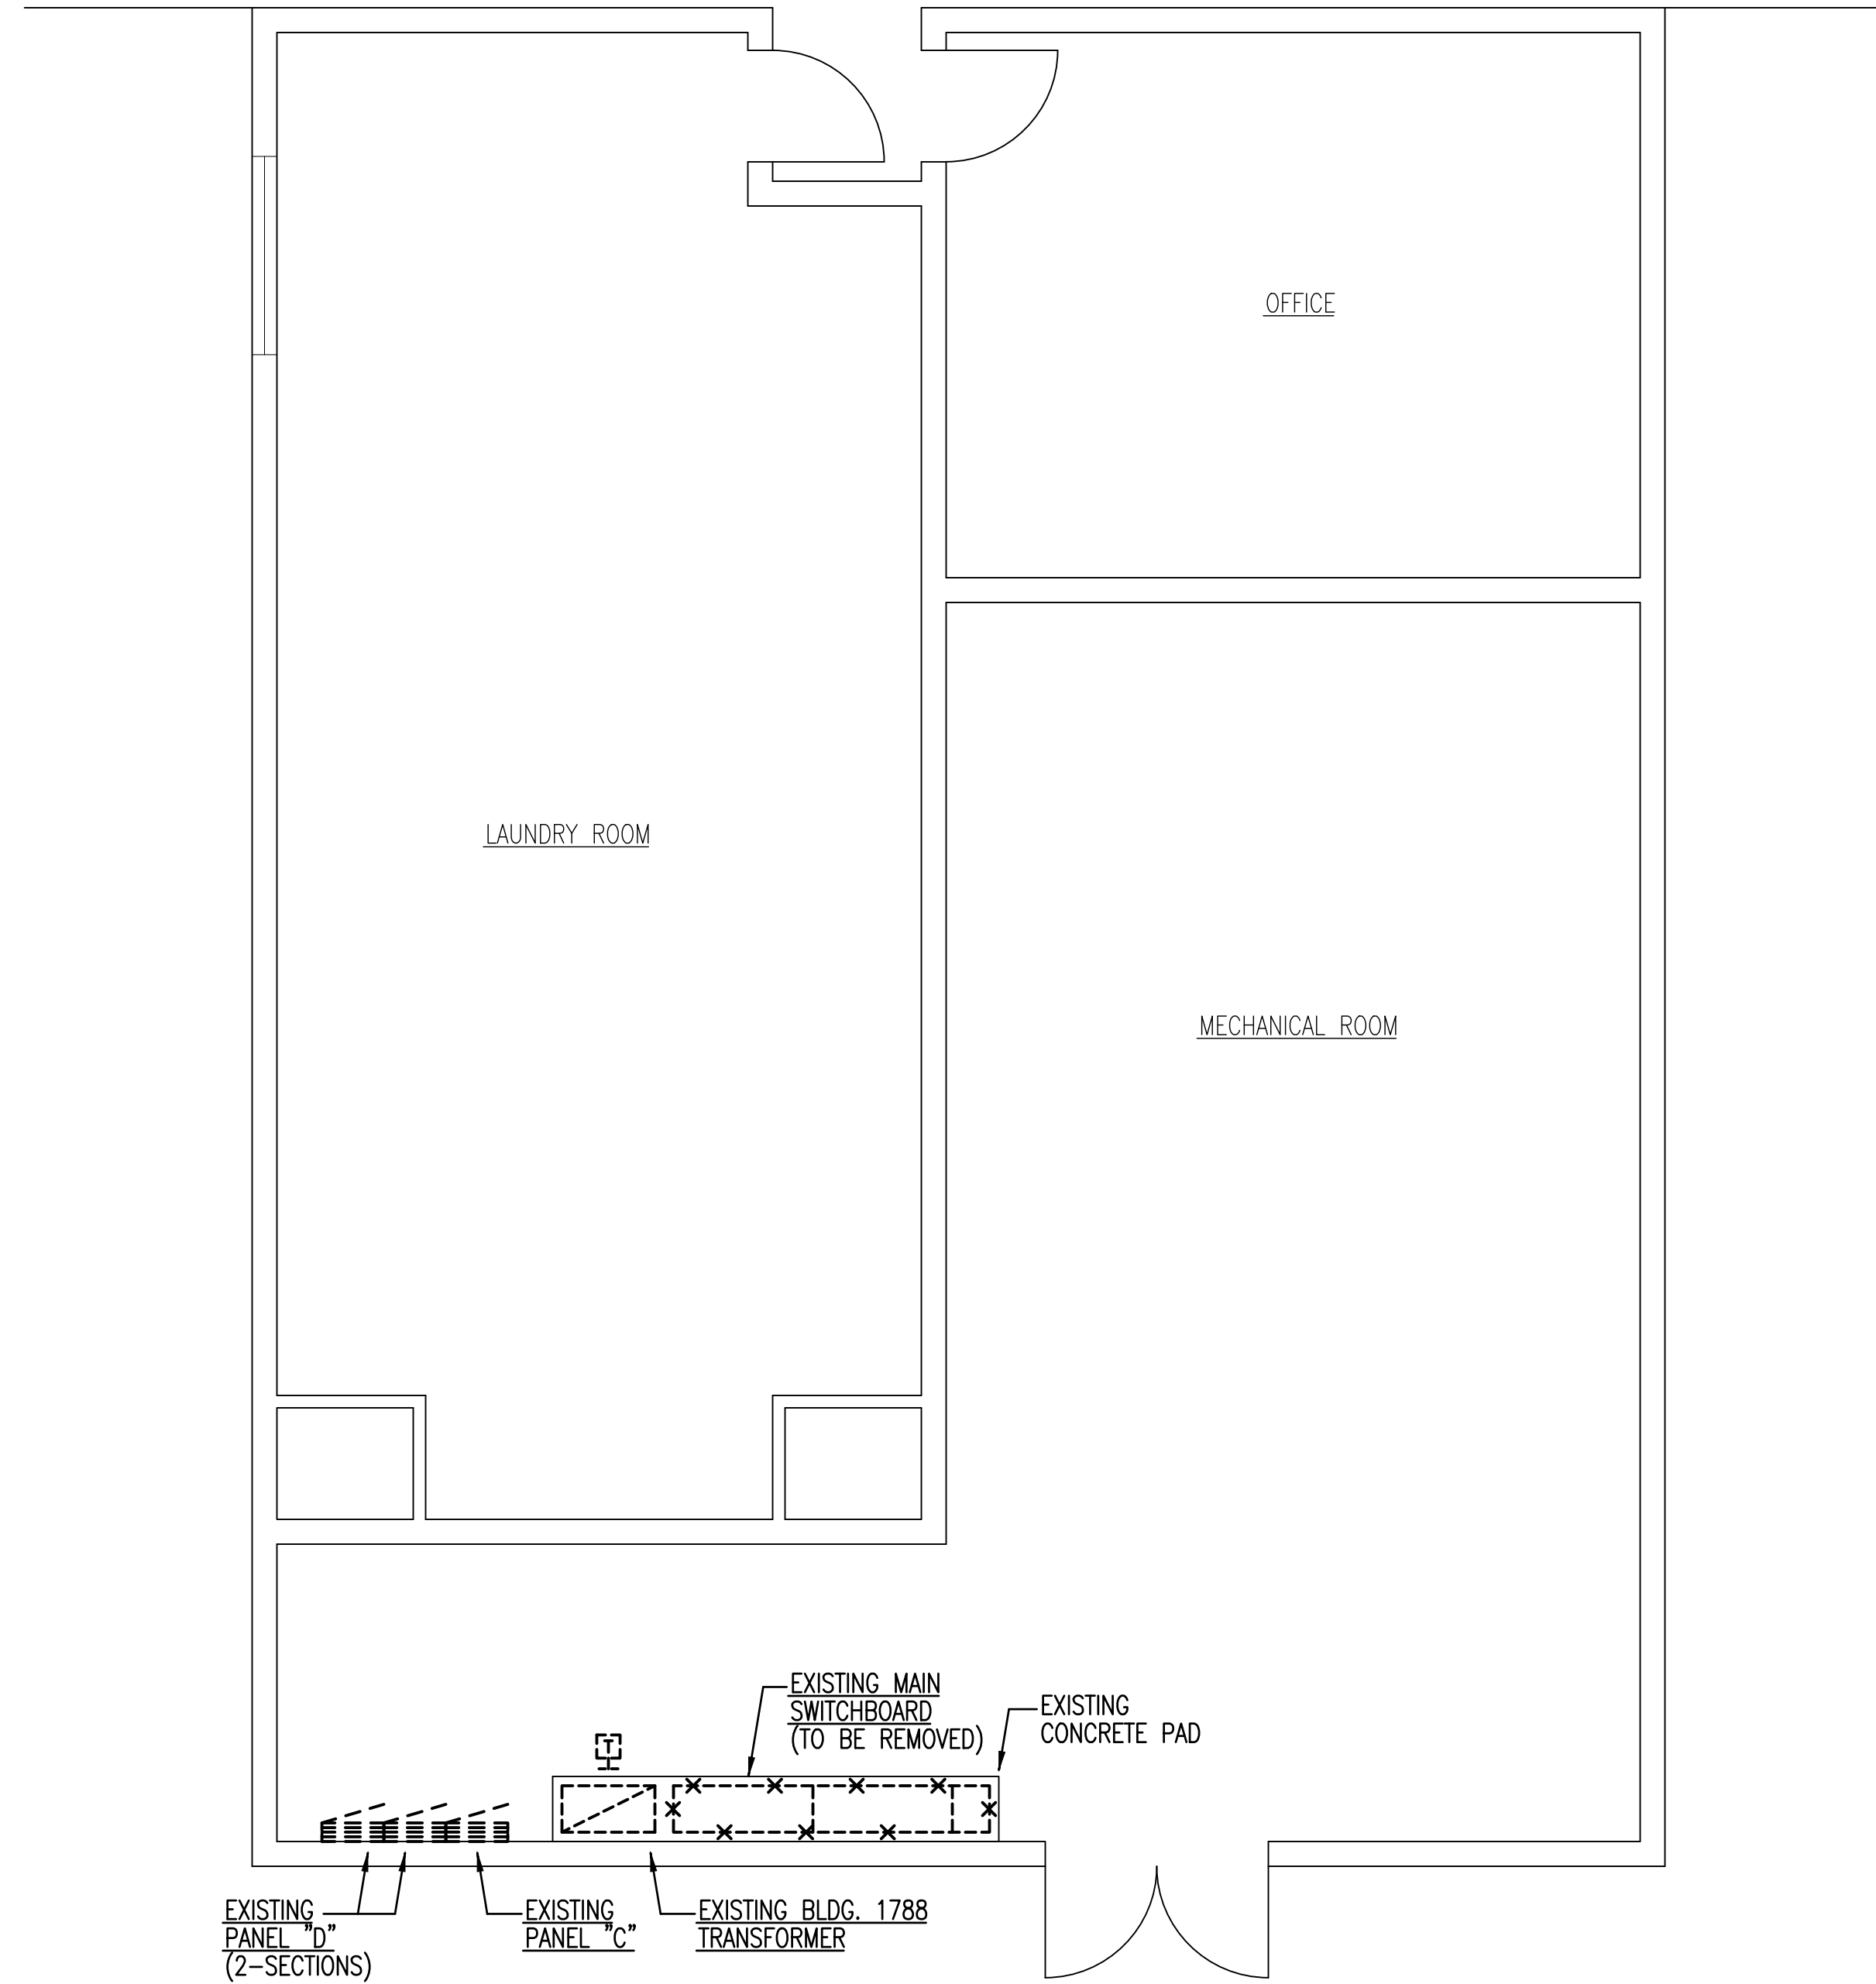 OFFICE
LAUNDRY ROOM
MECHANICAL ROOM
EXISTING MAIN
SWITCHBOARD
(TO BE REMOVED)
EXISTING
CONCRETE PAD
T
EXISTING
PANEL "D"
(2-SECTIONS)
EXISTING
PANEL "C"
EXISTING BLDG. 1788
TRANSFORMER